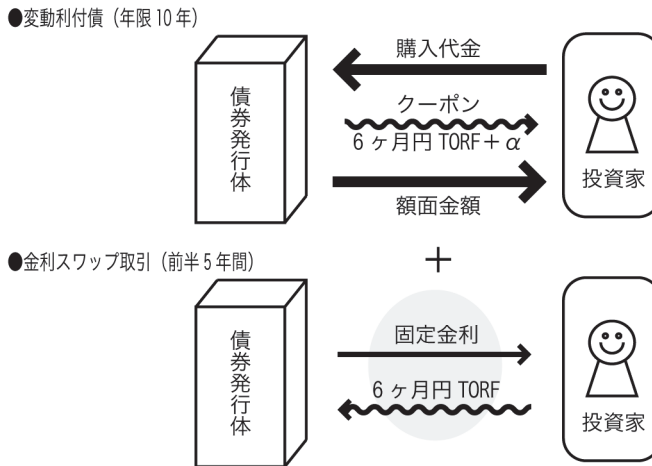 ●変動利付債（年限10年）
債券発行体
購入代金
クーポン
6ヶ月円TORF＋α
額面金額
投資家
＋
●金利スワップ取引（前半5年間）
債券発行体
固定金利
6ヶ月円TORF
投資家